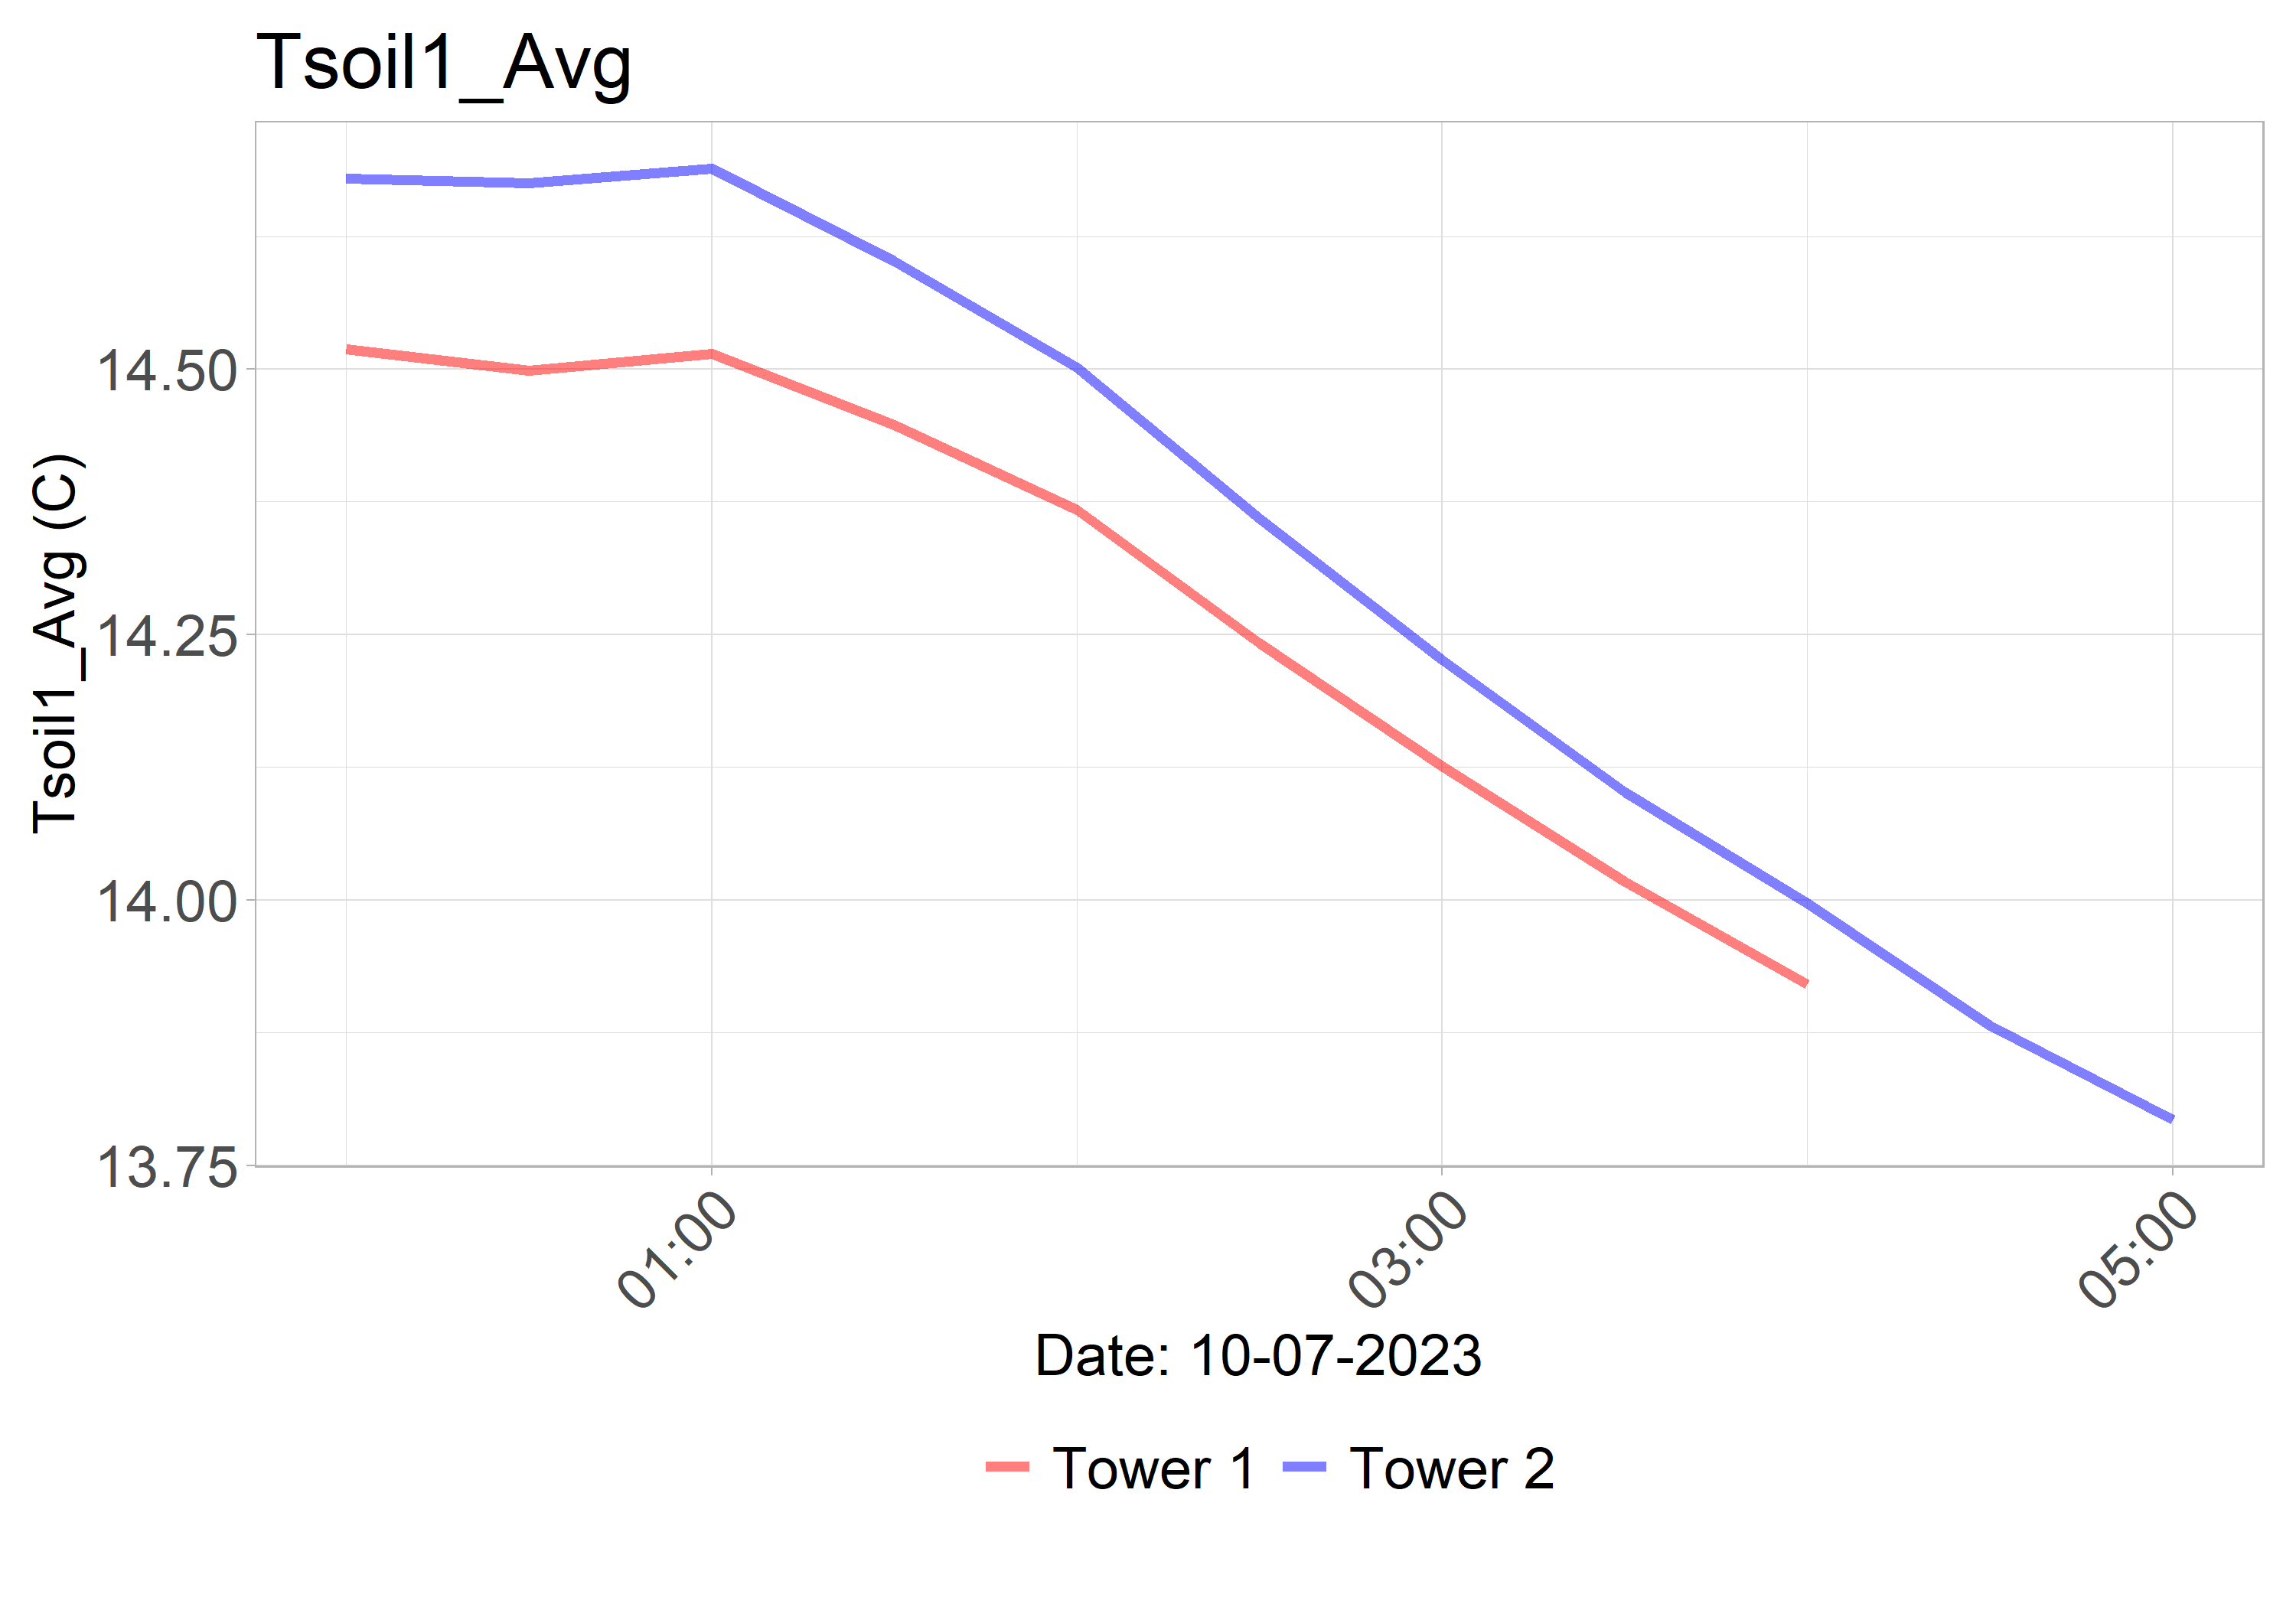 Tsoil1_Avg
Tsoil1_Avg (C)
14.50
14.25
14.00
13.75
01:00
03:00
05:00
Date: 10-07-2023
Tower 1
Tower 2